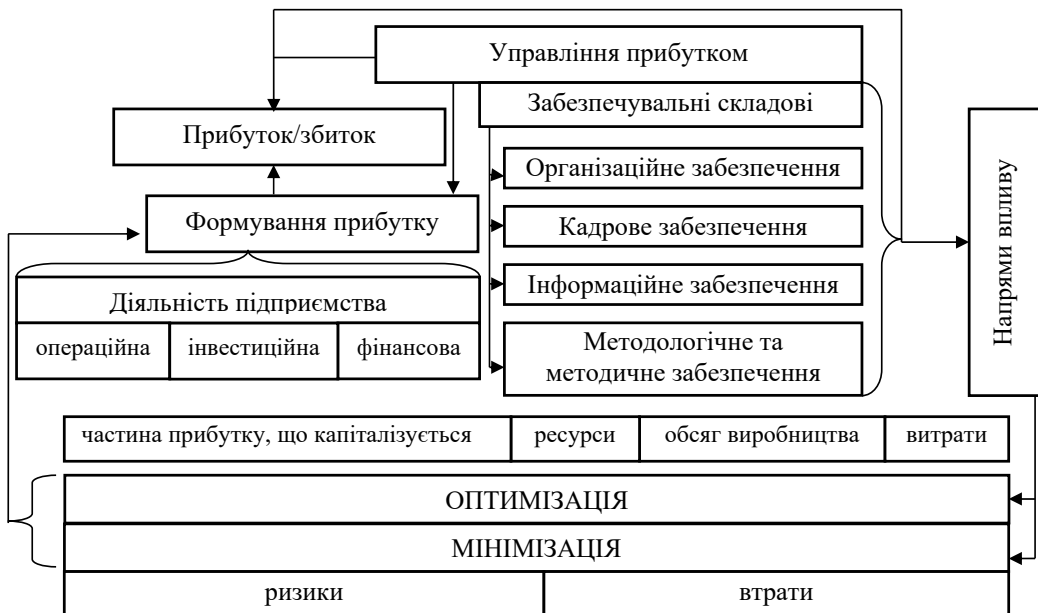 Управління прибутком
Забезпечувальні складові
Прибуток/збиток
Організаційне забезпечення
Формування прибутку
Кадрове забезпечення
Інформаційне забезпечення
Діяльність підприємства
операційна
інвестиційна
фінансова
Методологічне та
методичне забезпечення
Напрями впливу
частина прибутку, що капіталізується
ресурси
обсяг виробництва
витрати
ОПТИМІЗАЦІЯ
МІНІМІЗАЦІЯ
ризики
втрати